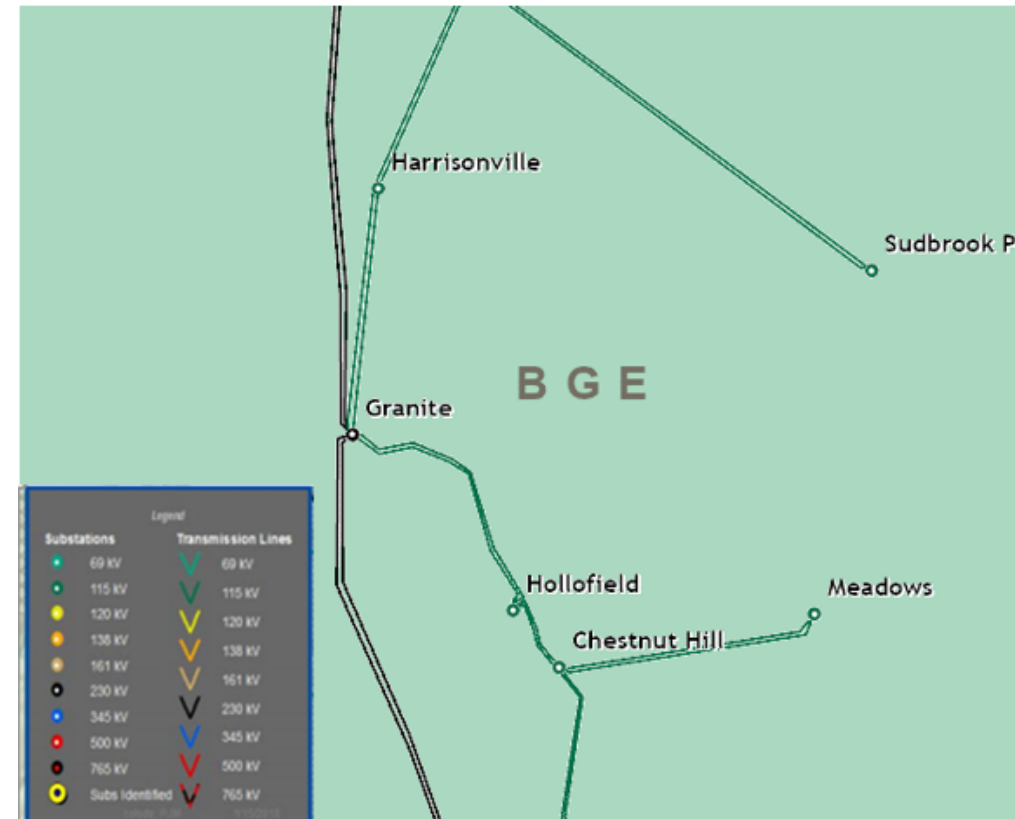 Harrisonville
Sudbrook P
B G E
Granite
Hollofield
Meadows
Chestnut Hill
Legend
Substations Transmission Lines
69 kV 69 kV
115 kV 115 kV
120 kV 120 kV
138 kV 138 kV
161 kV 161 kV
230 kV 230 kV
345 kV 345 kV
500 kV 500 kV
765 kV 765 kV
Subs Identified